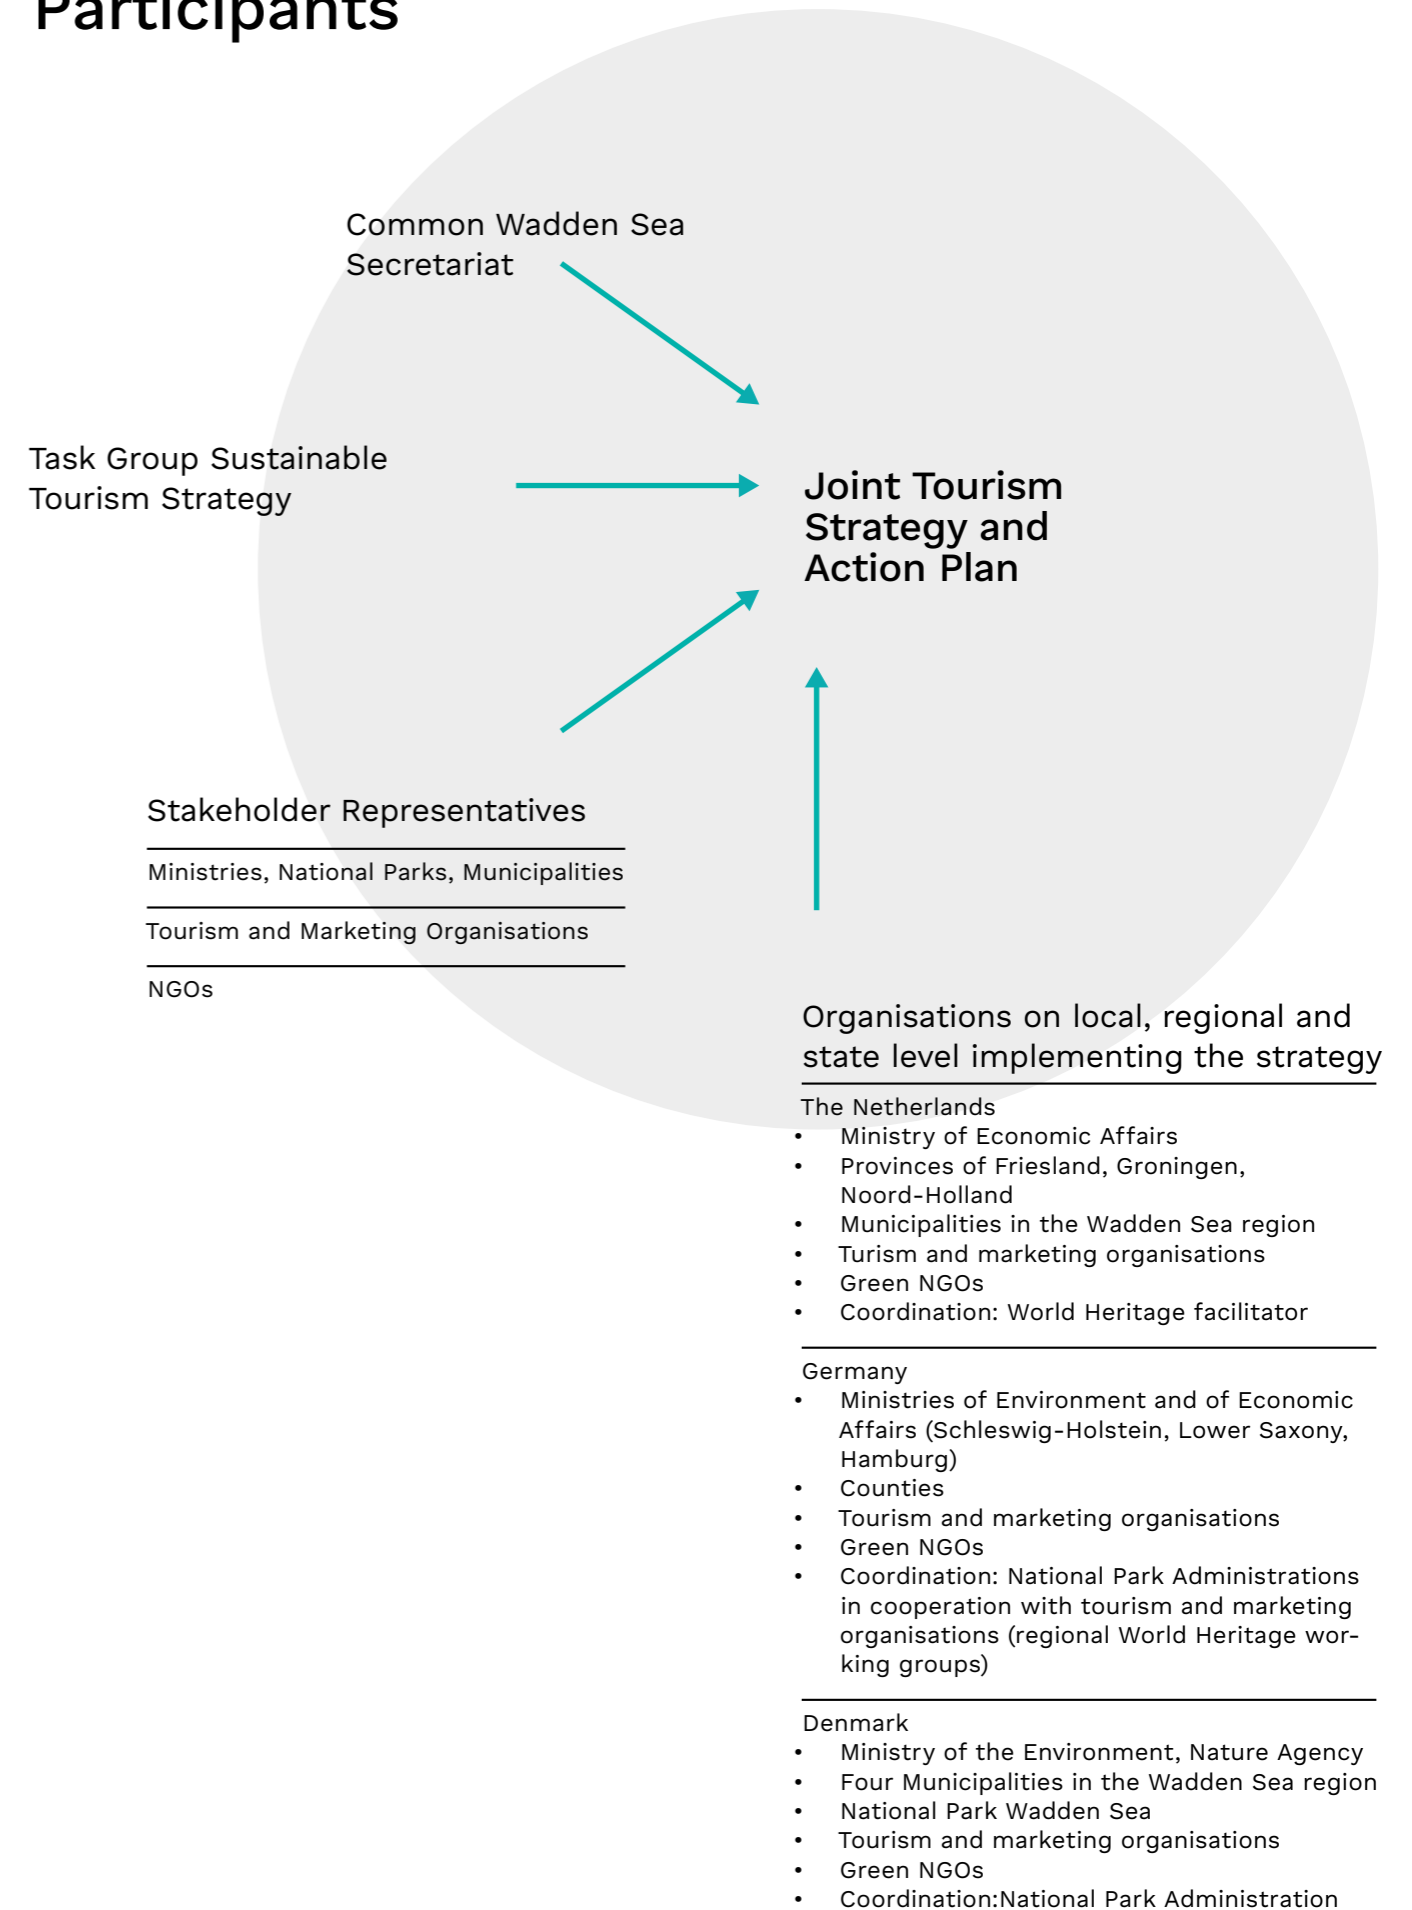 Participants
Common Wadden Sea
Secretariat
Task Group Sustainable
Tourism Strategy
Joint Tourism
Strategy and
Action Plan
Stakeholder Representatives
Ministries, National Parks, Municipalities
Tourism and Marketing Organisations
NGOs
Organisations on local, regional and
state level implementing the strategy
The Netherlands
• Ministry of Economic Affairs
• Provinces of Friesland, Groningen,
Noord-Holland
• Municipalities in the Wadden Sea region
• Turism and marketing organisations
• Green NGOs
• Coordination: World Heritage facilitator
Germany
• Ministries of Environment and of Economic
Affairs (Schleswig-Holstein, Lower Saxony,
Hamburg)
• Counties
• Tourism and marketing organisations
• Green NGOs
• Coordination: National Park Administrations
in cooperation with tourism and marketing
organisations (regional World Heritage wor-
king groups)
Denmark
• Ministry of the Environment, Nature Agency
• Four Municipalities in the Wadden Sea region
• National Park Wadden Sea
• Tourism and marketing organisations
• Green NGOs
• Coordination:National Park Administration